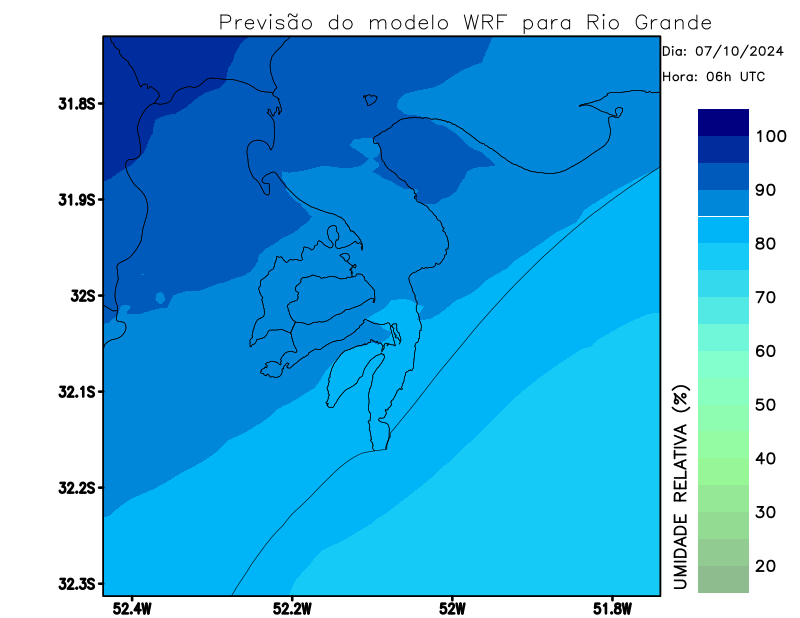 Previsão do modelo WRF para Rio Grande
Dia: 07/10/2024
Hora: 06h UTC
31.8S
31.9S
32S
32.1S
32.2S
32.3S
52.4W
52.2W
52W
51.8W
100
90
80
70
60
50
40
30
20
UMIDADE RELATIVA (%)